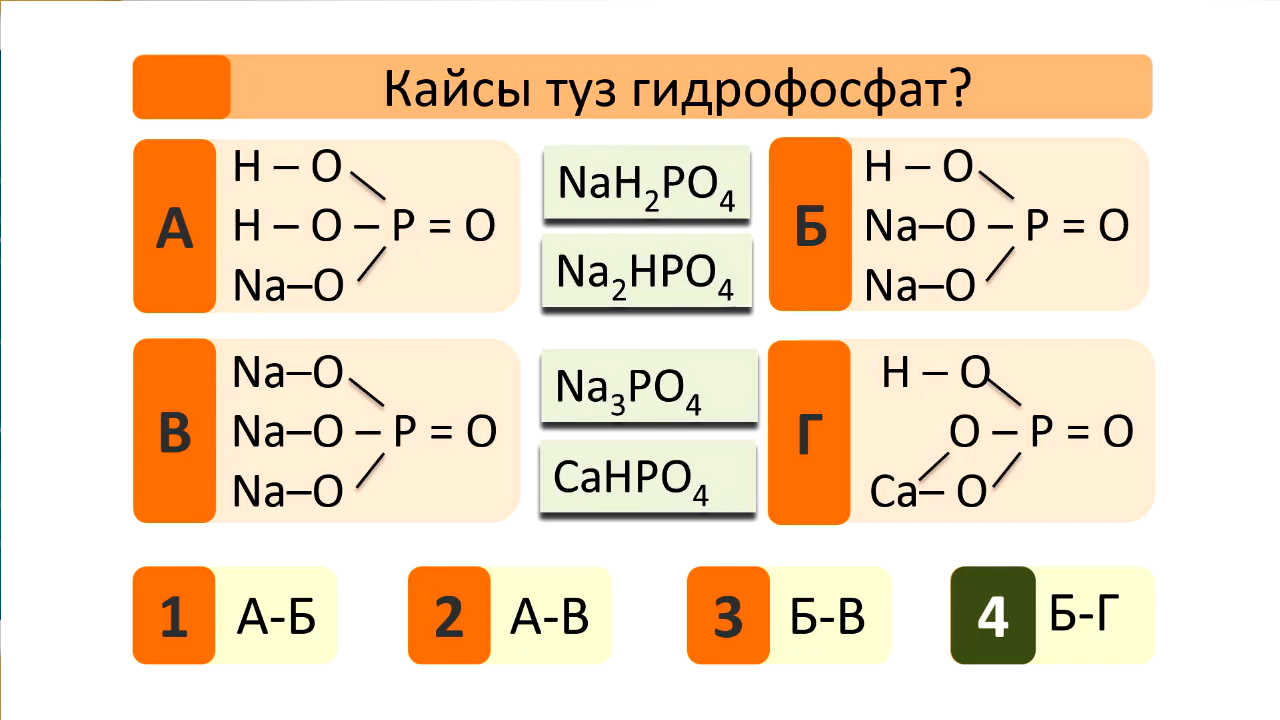 Кайсы туз гидрофосфат?
А
H – O
H – O – P = O
Na–O
NaH₂PO₄
Na₂HPO₄
Б
H – O
Na–O – P = O
Na–O
В
Na–O
Na–O – P = O
Na–O
Na₃PO₄
CaHPO₄
Г
H – O
O – P = O
Ca– O
1 А-Б
2 А-В
3 Б-В
4 Б-Г